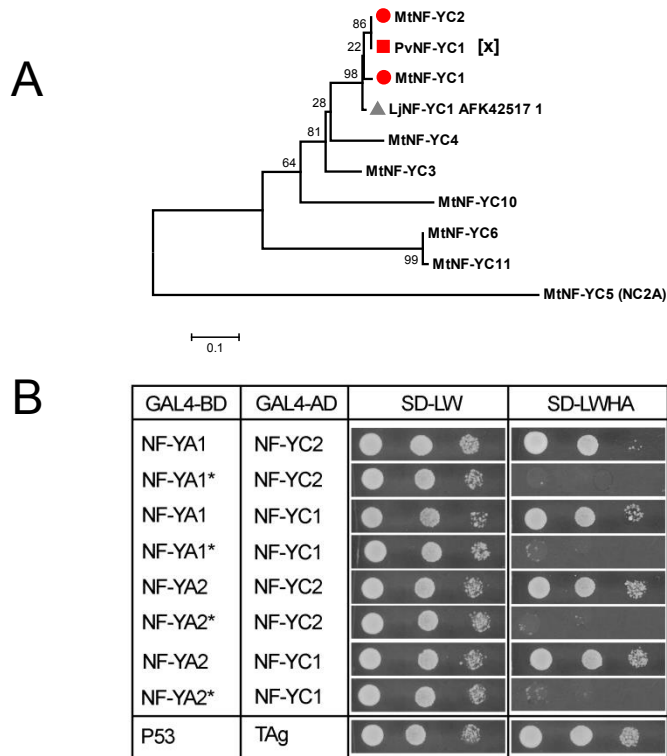 A
86
MtNF-YC2
PvNF-YC1 [x]
22
98
MtNF-YC1
LjNF-YC1 AFK42517 1
28
MtNF-YC4
81
MtNF-YC3
64
MtNF-YC10
MtNF-YC6
99
MtNF-YC11
MtNF-YC5 (NC2A)
0.1
B
GAL4-BD GAL4-AD SD-LW SD-LWHA
NF-YA1 NF-YC2
NF-YA1* NF-YC2
NF-YA1 NF-YC1
NF-YA1* NF-YC1
NF-YA2 NF-YC2
NF-YA2* NF-YC2
NF-YA2 NF-YC1
NF-YA2* NF-YC1
P53 TAg